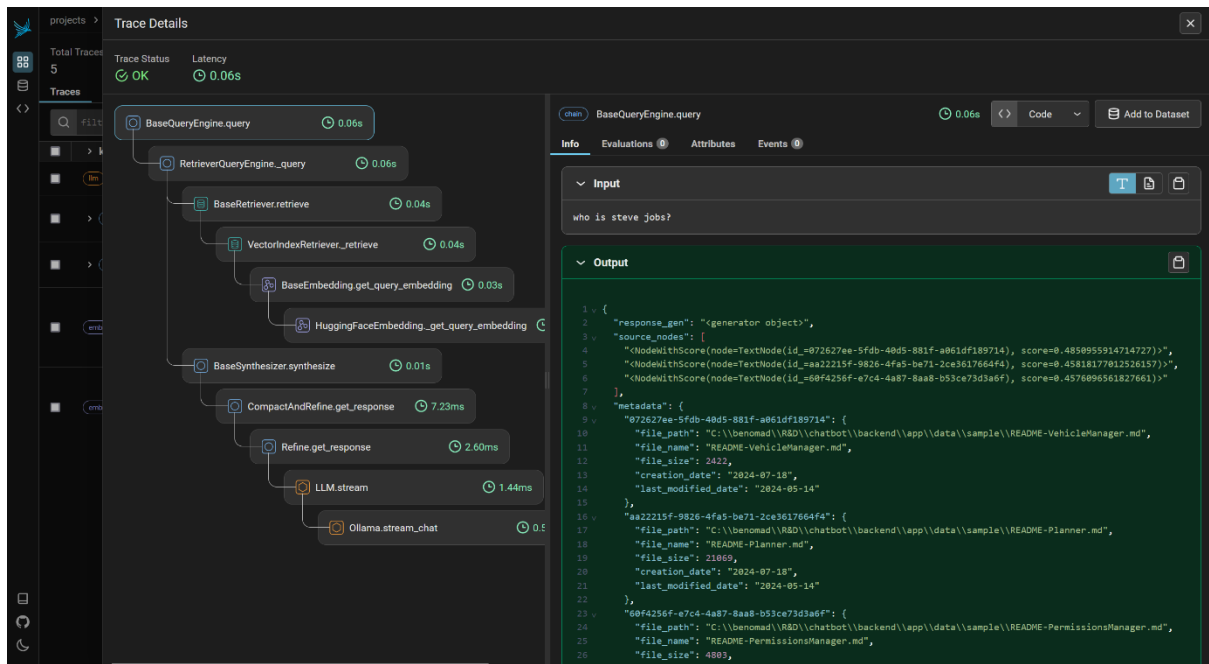 projects >
Trace Details
Total Traces
5
Trace Status
Latency
OK
0.06s
Traces
BaseQueryEngine.query
0.06s
RetrieverQueryEngine._query
0.06s
BaseRetriever.retrieve
0.04s
VectorIndexRetriever._retrieve
0.04s
BaseEmbedding.get_query_embedding
0.03s
HuggingFaceEmbedding._get_query_embedding
BaseSynthesizer.synthesize
0.01s
CompactAndRefine.get_response
7.23ms
Refine.get_response
2.60ms
LLM.stream
1.44ms
Ollama.stream_chat
llm
chain
BaseQueryEngine.query
0.06s
Code
Add to Dataset
Info
Evaluations 0
Attributes
Events 0
Input
who is steve jobs?
Output
1 {
2 "response_gen": "<generator object>",
3 "source_nodes": [
4 "<NodeWithScore(node=TextNode(id_=072627ee-5fdb-40d5-881f-a061df189714), score=0.4850955914714727)>",
5 "<NodeWithScore(node=TextNode(id_=aa22215f-9826-4fa5-be71-2ce3617664f4), score=0.45818177012526157)>",
6 "<NodeWithScore(node=TextNode(id_=60f4256f-e7c4-4a87-8aa8-b53ce73d3a6f), score=0.4576096561827661)>"
7 ],
8 "metadata": {
9 "072627ee-5fdb-40d5-881f-a061df189714": {
10 "file_path": "C:\\benomad\\R&D\\chatbot\\backend\\app\\data\\sample\\README-VehicleManager.md",
11 "file_name": "README-VehicleManager.md",
12 "file_size": 2422,
13 "creation_date": "2024-07-18",
14 "last_modified_date": "2024-05-14"
15 },
16 "aa22215f-9826-4fa5-be71-2ce3617664f4": {
17 "file_path": "C:\\benomad\\R&D\\chatbot\\backend\\app\\data\\sample\\README-Planner.md",
18 "file_name": "README-Planner.md",
19 "file_size": 21069,
20 "creation_date": "2024-07-18",
21 "last_modified_date": "2024-05-14"
22 },
23 "60f4256f-e7c4-4a87-8aa8-b53ce73d3a6f": {
24 "file_path": "C:\\benomad\\R&D\\chatbot\\backend\\app\\data\\sample\\README-PermissionsManager.md",
25 "file_name": "README-PermissionsManager.md",
26 "file_size": 4803,